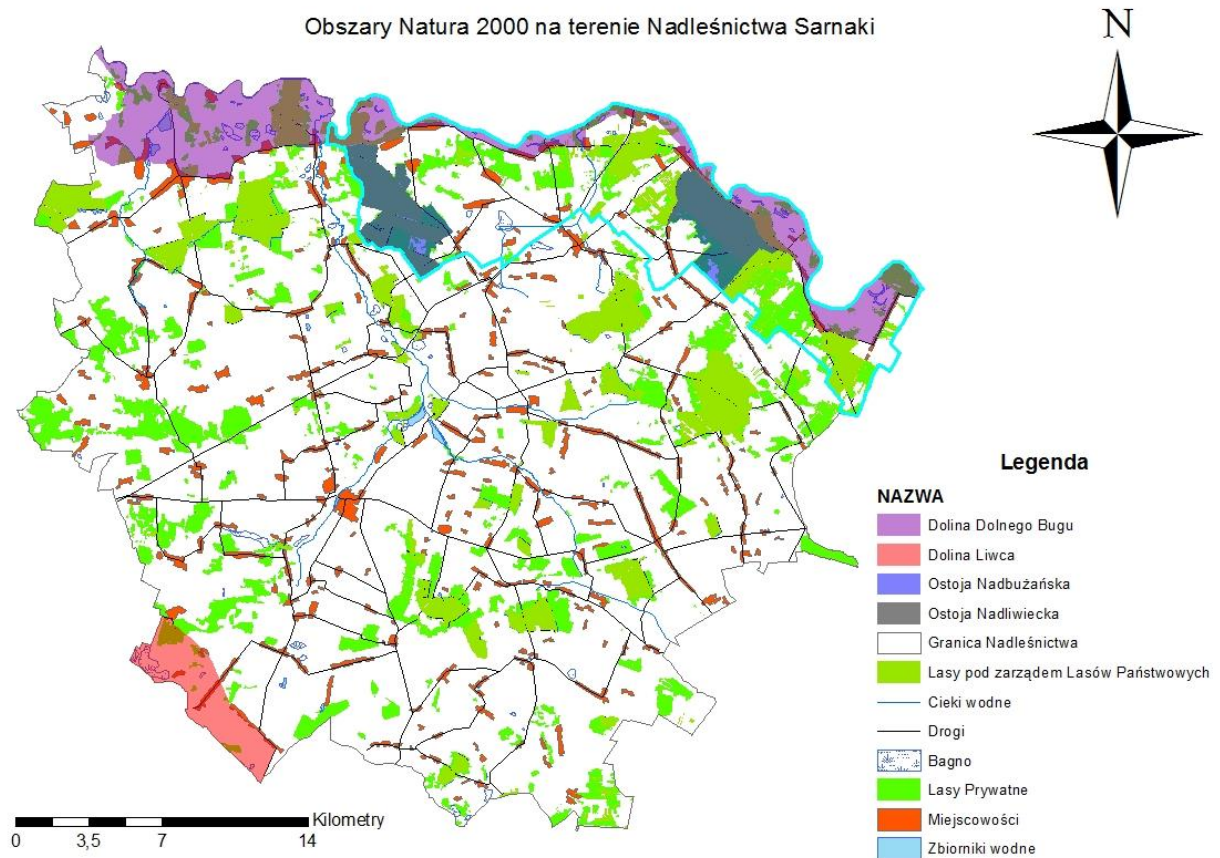 Obszary Natura 2000 na terenie Nadleśnictwa Sarnaki
N
Legenda
NAZWA
Dolina Dolnego Bugu
Dolina Liwca
Ostoja Nadbużańska
Ostoja Nadliwiecka
Granica Nadleśnictwa
Lasy pod zarządem Lasów Państwowych
Cieki wodne
Drogi
Bagno
Lasy Prywatne
Miejscowości
Zbiorniki wodne
Kilometry
0 3,5 7 14